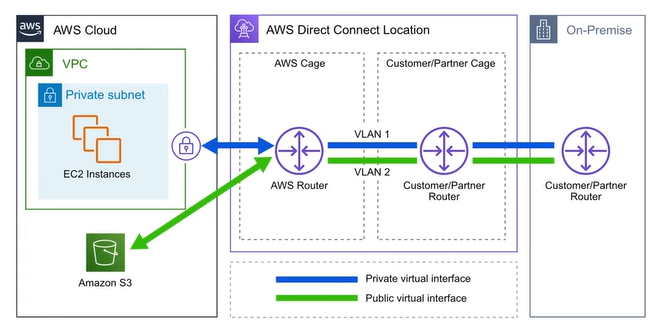 aws
AWS Cloud
VPC
Private subnet
EC2 Instances
Amazon S3
AWS Direct Connect Location
AWS Cage
Customer/Partner Cage
VLAN 1
VLAN 2
AWS Router
Customer/Partner
Router
On-Premise
Customer/Partner
Router
Private virtual interface
Public virtual interface